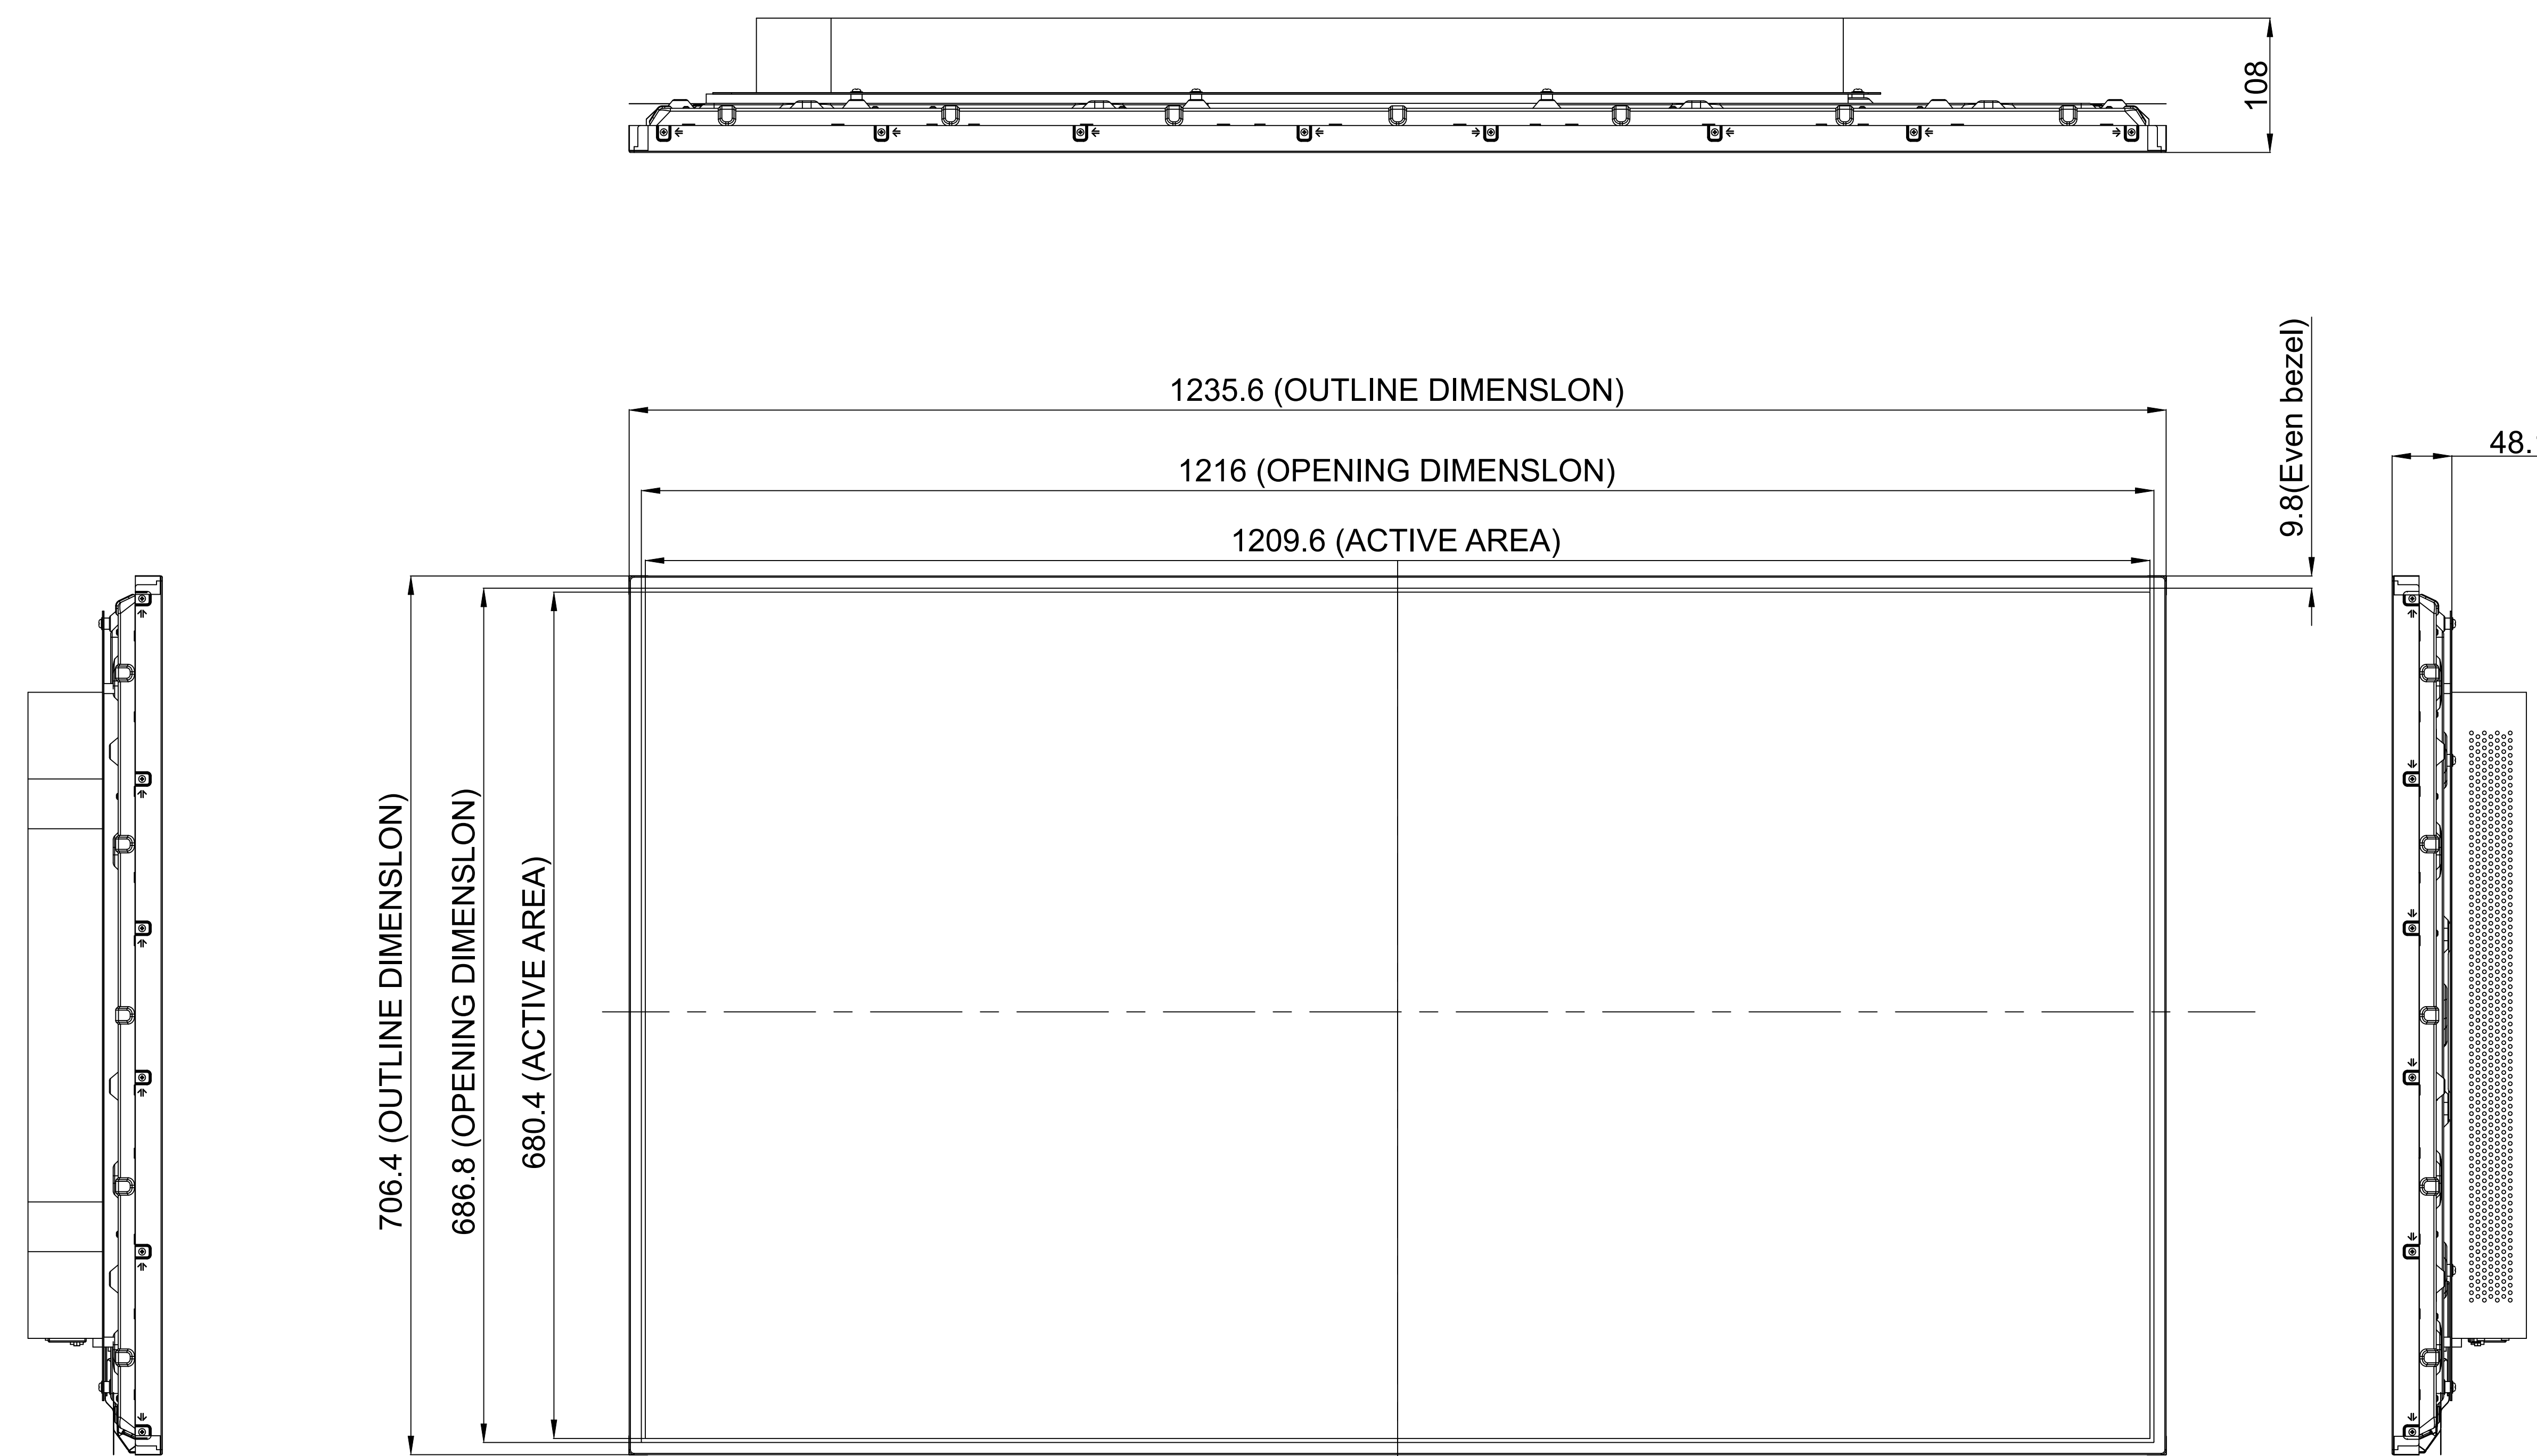 108
1235.6 (OUTLINE DIMENSLON)
9.8(Even bezel)
48.
1216 (OPENING DIMENSLON)
1209.6 (ACTIVE AREA)
706.4 (OUTLINE DIMENSLON)
686.8 (OPENING DIMENSLON)
680.4 (ACTIVE AREA)